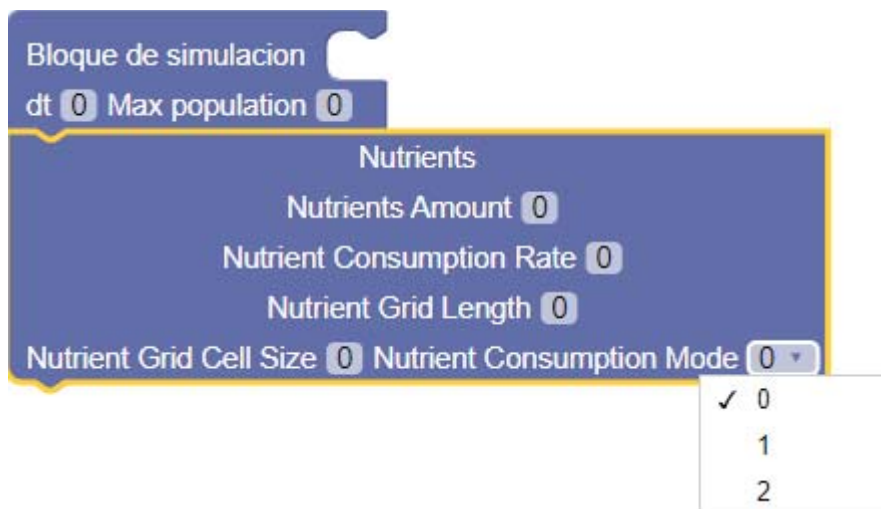 Bloque de simulacion
dt 0 Max population 0
Nutrients
Nutrients Amount 0
Nutrient Consumption Rate 0
Nutrient Grid Length 0
Nutrient Grid Cell Size 0 Nutrient Consumption Mode 0
✓ 0
1
2